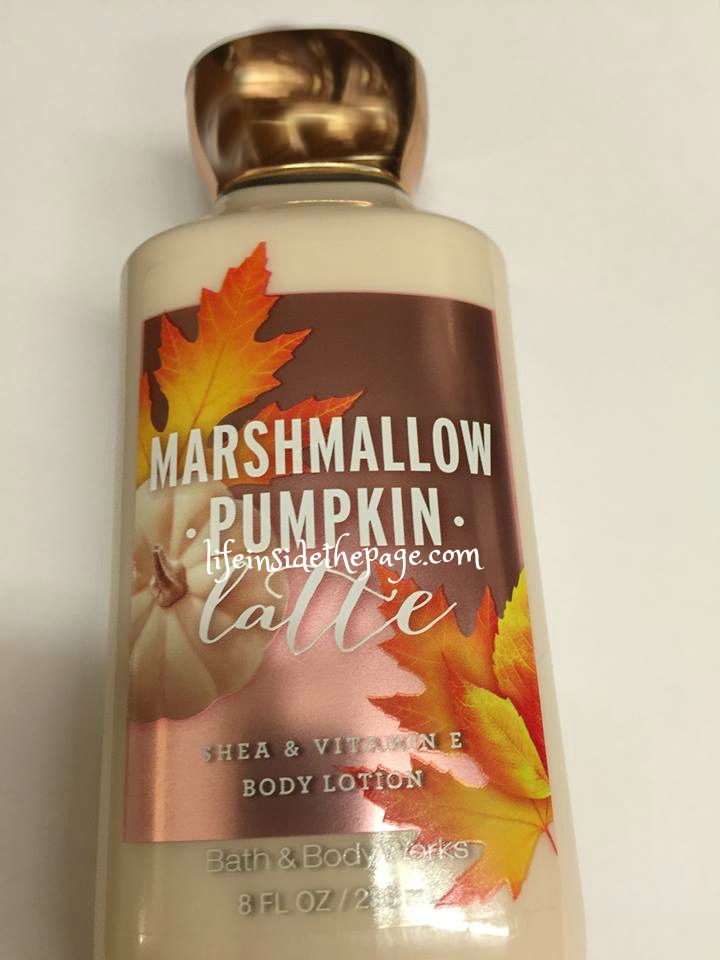 MARSHMALLOW
• PUMPKIN •
lifeinsidethepage.com
latte
SHEA & VITAMIN E
BODY LOTION
Bath & Body Works
8 FL OZ /